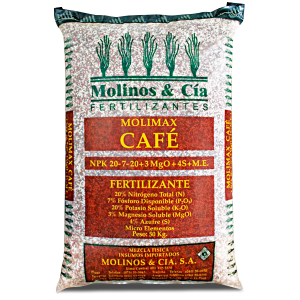 Molinos & Cía
FERTILIZANTES
MOLIMAX
CAFÉ
NPK 20-7-20+3 MgO+4S+M.E.
FERTILIZANTE
20% Nitrógeno Total (N)
7% Fósforo Disponible (P₂O₅)
20% Potasio Soluble (K₂O)
3% Magnesio Soluble (MgO)
4% Azufre (S)
Micro Elementos
Peso: 50 Kg.
MEZCLA FISICA
INSUMOS IMPORTADOS
MOLINOS & CIA, S.A.